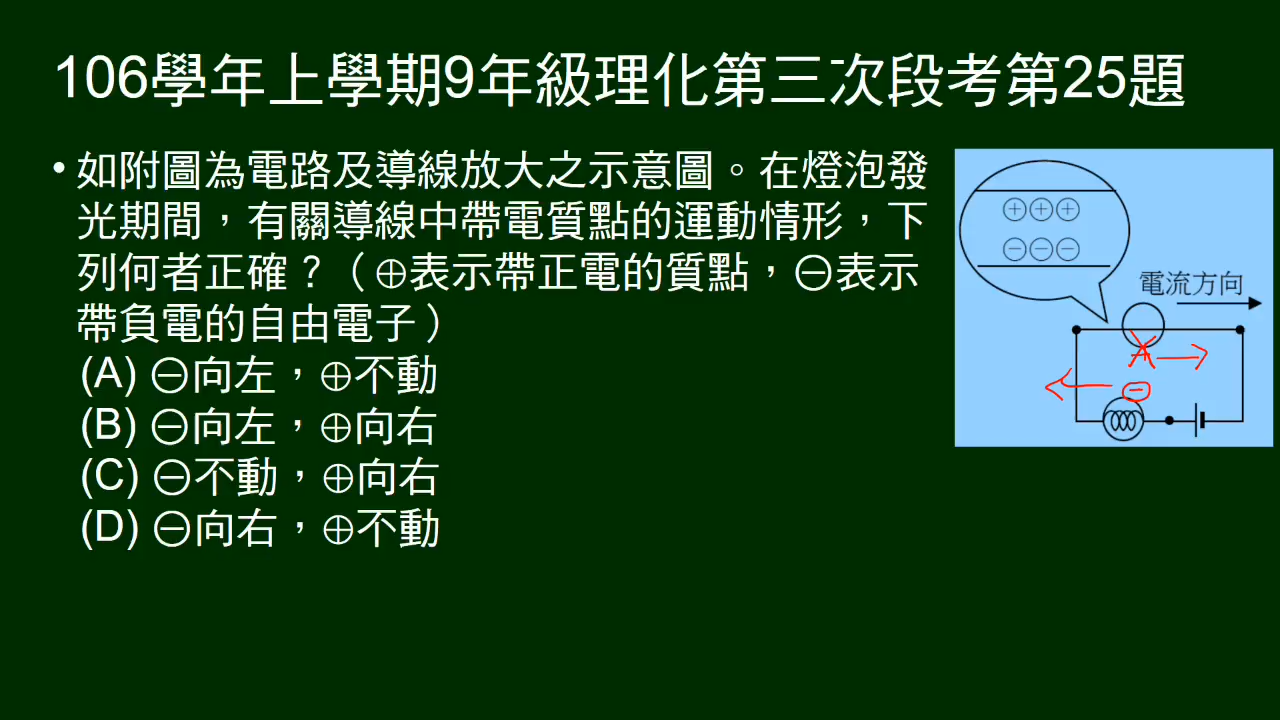 106學年上學期9年級理化第三次段考第25題
•如附圖為電路及導線放大之示意圖。在燈泡發
光期間，有關導線中帶電質點的運動情形，下
列何者正確？（⊕表示帶正電的質點，⊖表示
帶負電的自由電子）
(A) ⊖向左，⊕不動
(B) ⊖向左，⊕向右
(C) ⊖不動，⊕向右
(D) ⊖向右，⊕不動
⊕⊕⊕
⊖⊖⊖
電流方向
⊖